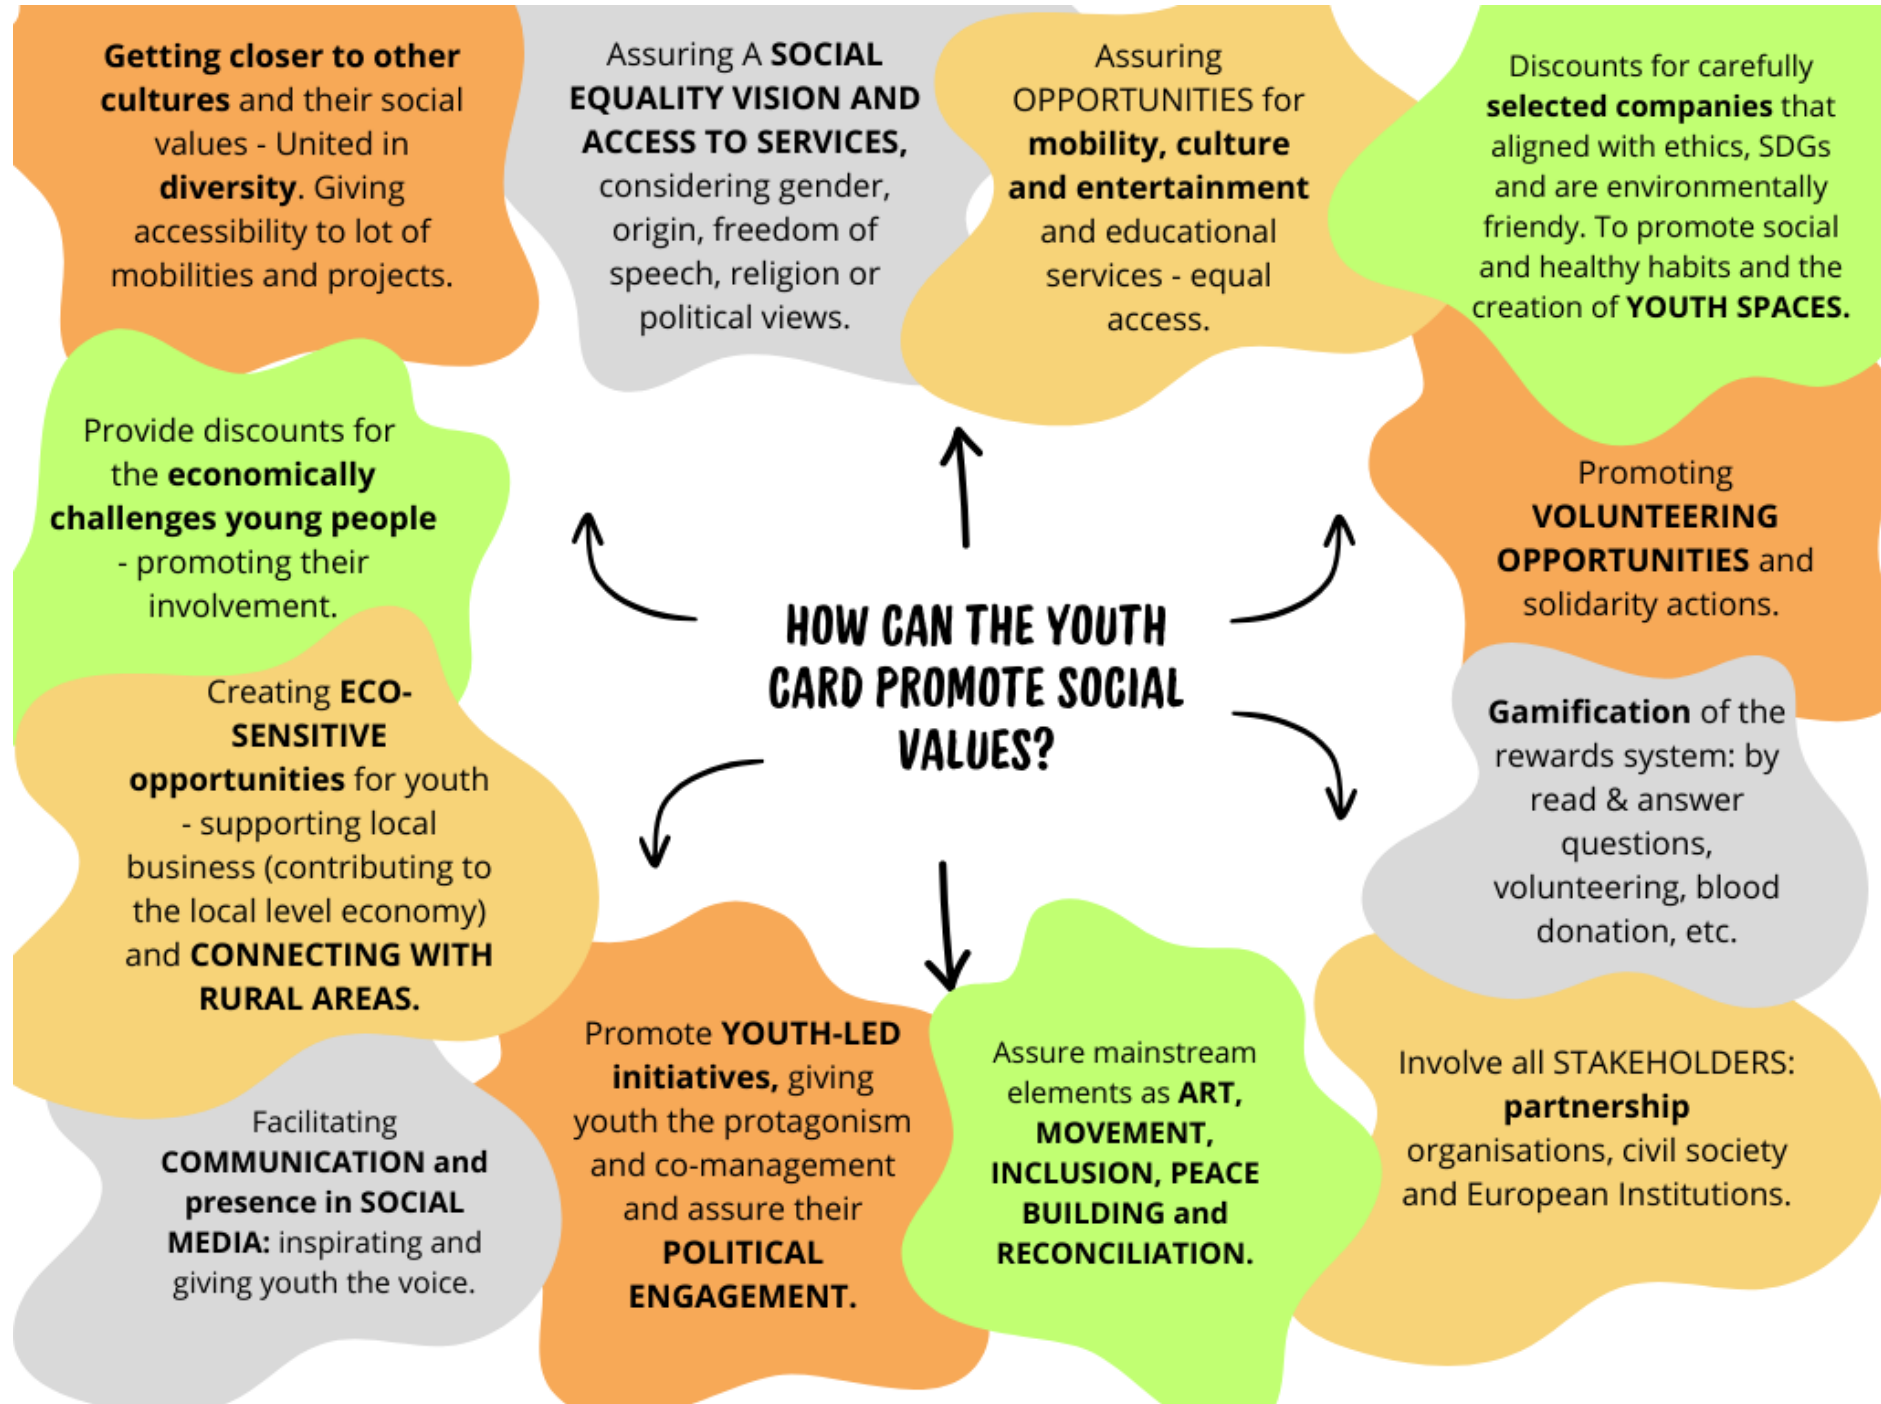 Getting closer to other
cultures and their social
values - United in
diversity. Giving
accessibility to lot of
mobilities and projects.
Assuring A SOCIAL
EQUALITY VISION AND
ACCESS TO SERVICES,
considering gender,
origin, freedom of
speech, religion or
political views.
Assuring
OPPORTUNITIES for
mobility, culture
and entertainment
and educational
services - equal
access.
Discounts for carefully
selected companies that
aligned with ethics, SDGs
and are environmentally
friendy. To promote social
and healthy habits and the
creation of YOUTH SPACES.
Provide discounts for
the economically
challenges young people
- promoting their
involvement.
Promoting
VOLUNTEERING
OPPORTUNITIES and
solidarity actions.
HOW CAN THE YOUTH
CARD PROMOTE SOCIAL
VALUES?
Creating ECO-
SENSITIVE
opportunities for youth
- supporting local
business (contributing to
the local level economy)
and CONNECTING WITH
RURAL AREAS.
Gamification of the
rewards system: by
read & answer
questions,
volunteering, blood
donation, etc.
Facilitating
COMMUNICATION and
presence in SOCIAL
MEDIA: inspirating and
giving youth the voice.
Promote YOUTH-LED
initiatives, giving
youth the protagonism
and co-management
and assure their
POLITICAL
ENGAGEMENT.
Assure mainstream
elements as ART,
MOVEMENT,
INCLUSION, PEACE
BUILDING and
RECONCILIATION.
Involve all STAKEHOLDERS:
partnership
organisations, civil society
and European Institutions.